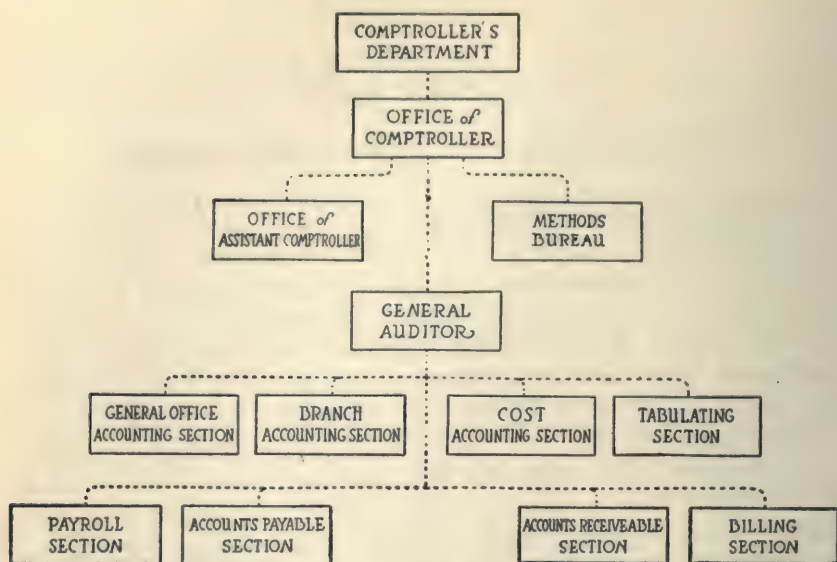 COMPTROLLER'S
DEPARTMENT
OFFICE of
COMPTROLLER
OFFICE of
ASSISTANT COMPTROLLER
METHODS
BUREAU
GENERAL
AUDITOR
GENERAL OFFICE
ACCOUNTING SECTION
BRANCH
ACCOUNTING SECTION
COST
ACCOUNTING SECTION
TABULATING
SECTION
PAYROLL
SECTION
ACCOUNTS PAYABLE
SECTION
ACCOUNTS RECEIVEABLE
SECTION
BILLING
SECTION